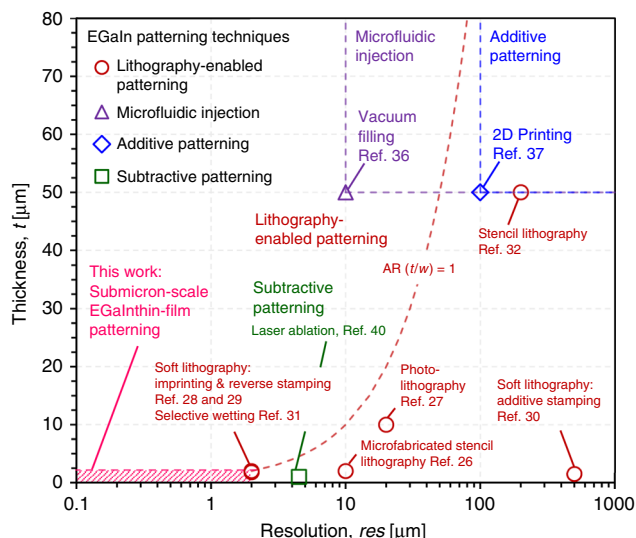 EGaIn patterning techniques
Lithography-enabled
patterning
Microfluidic injection
Additive patterning
Subtractive patterning
Microfluidic
injection
Additive
patterning
Vacuum
filling
Ref. 36
2D Printing
Ref. 37
Lithography-
enabled patterning
Stencil lithography
Ref. 32
AR (t/w) = 1
This work:
Submicron-scale
EGaInthin-film
patterning
Subtractive
patterning
Laser ablation, Ref. 40
Soft lithography:
imprinting & reverse stamping
Ref. 28 and 29
Selective wetting Ref. 31
Photo-
lithography
Ref. 27
Soft lithography:
additive stamping
Ref. 30
Microfabricated stencil
lithography Ref. 26
Thickness, t [µm]
80
70
60
50
40
30
20
10
0
0.1
1
10
100
1000
Resolution, res [µm]